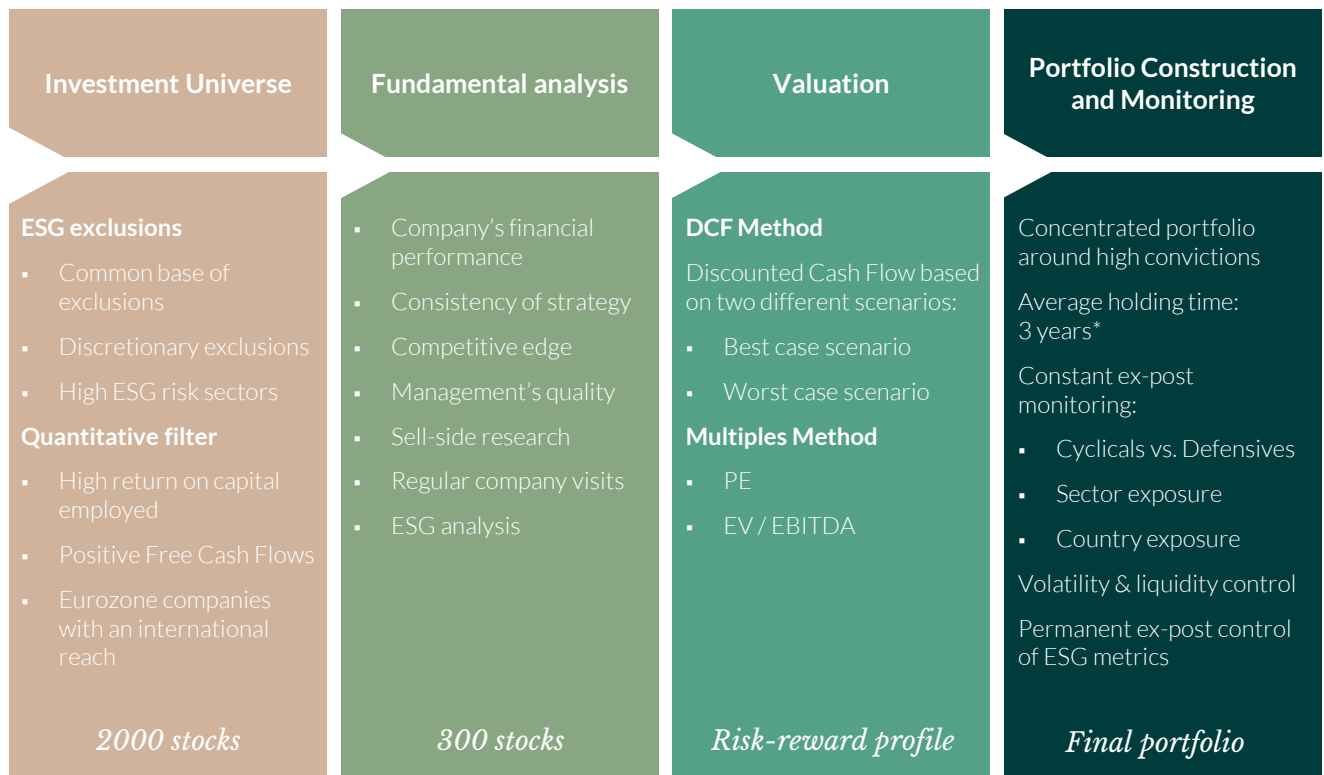 Investment Universe
Fundamental analysis
Valuation
Portfolio Construction
and Monitoring
ESG exclusions
▪ Common base of
exclusions
▪ Discretionary exclusions
▪ High ESG risk sectors
Quantitative filter
▪ High return on capital
employed
▪ Positive Free Cash Flows
▪ Eurozone companies
with an international
reach
2000 stocks
▪ Company’s financial
performance
▪ Consistency of strategy
▪ Competitive edge
▪ Management’s quality
▪ Sell-side research
▪ Regular company visits
▪ ESG analysis
300 stocks
DCF Method
Discounted Cash Flow based
on two different scenarios:
▪ Best case scenario
▪ Worst case scenario
Multiples Method
▪ PE
▪ EV / EBITDA
Risk-reward profile
Concentrated portfolio
around high convictions
Average holding time:
3 years*
Constant ex-post
monitoring:
▪ Cyclicals vs. Defensives
▪ Sector exposure
▪ Country exposure
Volatility & liquidity control
Permanent ex-post control
of ESG metrics
Final portfolio